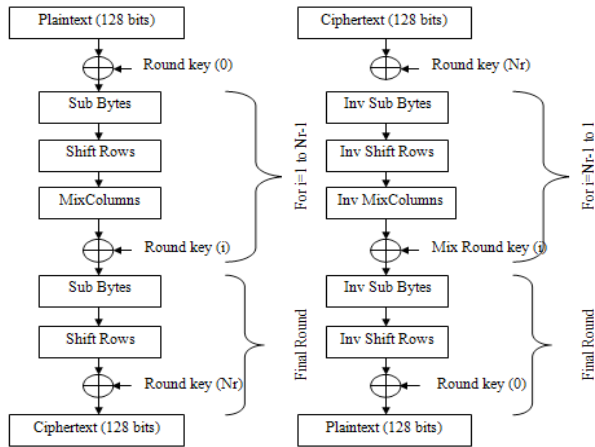 Plaintext (128 bits)
Round key (0)
Sub Bytes
Shift Rows
MixColumns
Round key (i)
For i=1 to Nr-1
Sub Bytes
Shift Rows
Round key (Nr)
Final Round
Ciphertext (128 bits)
Ciphertext (128 bits)
Round key (Nr)
Inv Sub Bytes
Inv Shift Rows
Inv MixColumns
Mix Round key (i)
For i=Nr-1 to 1
Inv Sub Bytes
Inv Shift Rows
Round key (0)
Final Round
Plaintext (128 bits)